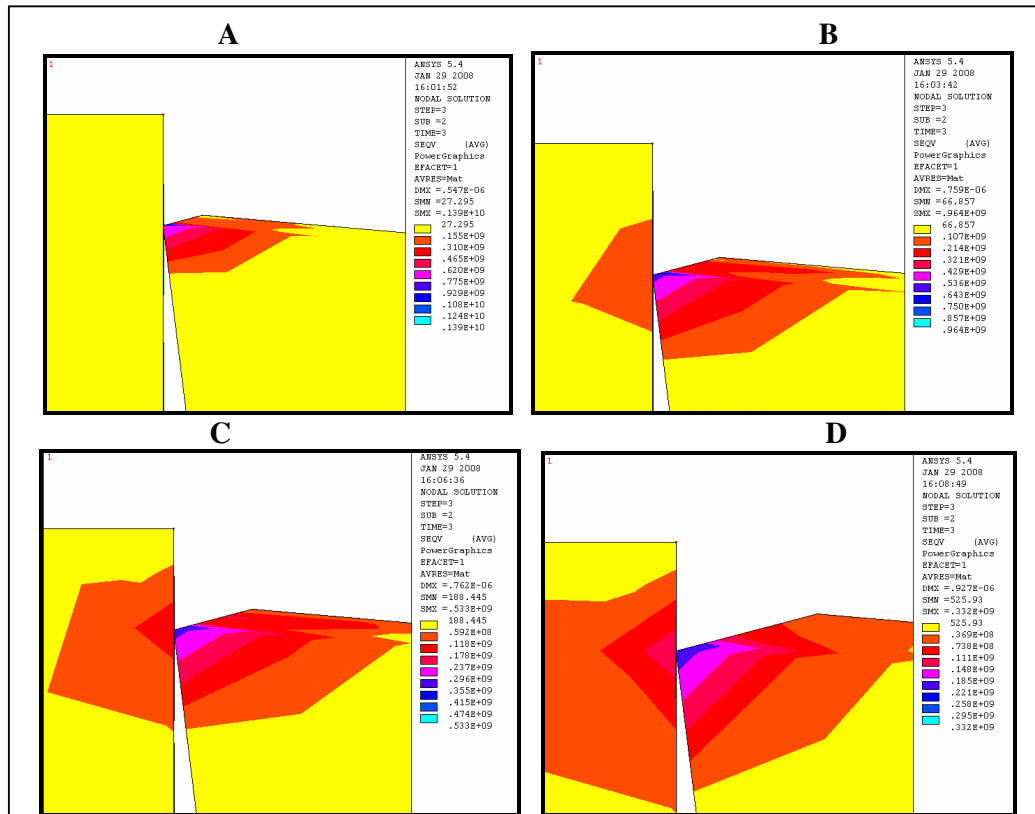 A
1
ANSYS 5.4
JAN 29 2008
16:01:52
NODAL SOLUTION
STEP=3
SUB =2
TIME=3
SEQV (AVG)
PowerGraphics
EFACET=1
AVRES=Mat
DMX =.547E-06
SMN =27.295
SMX =.139E+10
27.295
.155E+09
.310E+09
.465E+09
.620E+09
.775E+09
.929E+09
.108E+10
.124E+10
.139E+10
B
1
ANSYS 5.4
JAN 29 2008
16:03:42
NODAL SOLUTION
STEP=3
SUB =2
TIME=3
SEQV (AVG)
PowerGraphics
EFACET=1
AVRES=Mat
DMX =.759E-06
SMN =66.857
SMX =.964E+09
66.857
.107E+09
.214E+09
.321E+09
.429E+09
.536E+09
.643E+09
.750E+09
.857E+09
.964E+09
C
1
ANSYS 5.4
JAN 29 2008
16:06:36
NODAL SOLUTION
STEP=3
SUB =2
TIME=3
SEQV (AVG)
PowerGraphics
EFACET=1
AVRES=Mat
DMX =.762E-06
SMN =188.445
SMX =.533E+09
188.445
.592E+08
.118E+09
.178E+09
.237E+09
.296E+09
.355E+09
.415E+09
.474E+09
.533E+09
D
1
ANSYS 5.4
JAN 29 2008
16:08:49
NODAL SOLUTION
STEP=3
SUB =2
TIME=3
SEQV (AVG)
PowerGraphics
EFACET=1
AVRES=Mat
DMX =.927E-06
SMN =525.93
SMX =.332E+09
525.93
.369E+08
.738E+08
.111E+09
.148E+09
.185E+09
.221E+09
.258E+09
.295E+09
.332E+09